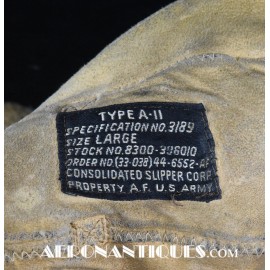 TYPE A-11
SPECIFICATION NO. 3189
SIZE LARGE
STOCK NO. 8300-396010
ORDER NO. (33-038) 44-6552-AF
CONSOLIDATED SLIPPER CORP.
PROPERTY A.F. U.S. ARMY
AERONANTIQUES.COM